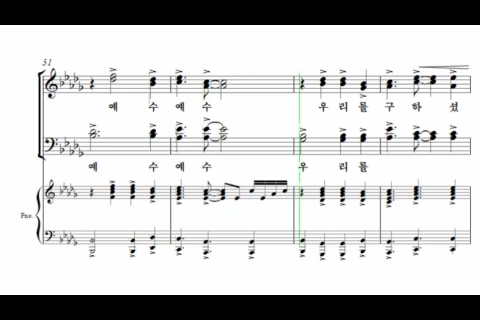 51
예 수 예 수 우 리 를 구 하 셨
예 수 예 수 우 리 를
Pno.